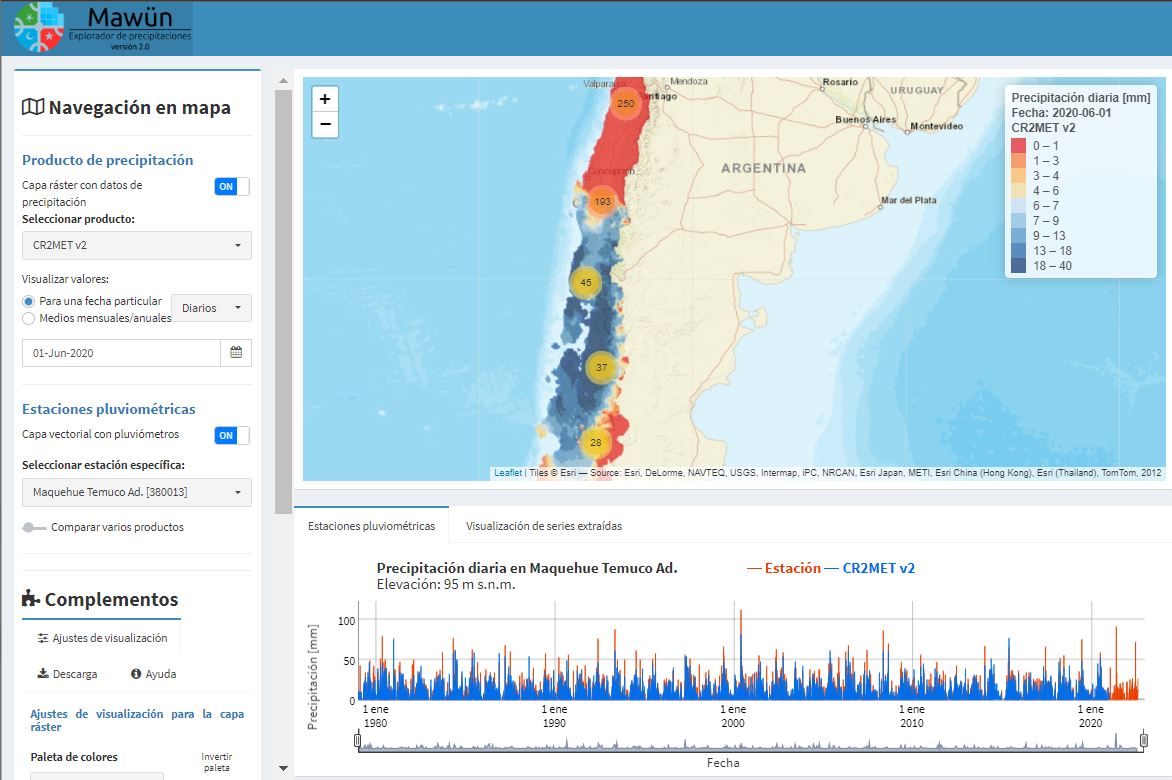 Mawün
Explorador de precipitaciones
versión 2.0
Navegación en mapa
Producto de precipitación
Capa ráster con datos de
precipitación
ON
Seleccionar producto:
CR2MET v2
Visualizar valores:
Para una fecha particular
Medios mensuales/anuales
Diarios
01-Jun-2020
Estaciones pluviométricas
Capa vectorial con pluviómetros
ON
Seleccionar estación específica:
Maquehue Temuco Ad. [380013]
Comparar varios productos
Complementos
Ajustes de visualización
Descarga
Ayuda
Ajustes de visualización para la capa
ráster
Paleta de colores
Invertir
paleta
+
−
Valparaíso
Mendoza
Rosario
URUGUAY
250
Santiago
Buenos Aires
Montevideo
Concepción
ARGENTINA
193
Mar del Plata
45
37
28
Precipitación diaria [mm]
Fecha: 2020-06-01
CR2MET v2
0 – 1
1 – 3
3 – 4
4 – 6
6 – 7
7 – 9
9 – 13
13 – 18
18 – 40
Leaflet | Tiles © Esri — Source: Esri, DeLorme, NAVTEQ, USGS, Intermap, iPC, NRCAN, Esri Japan, METI, Esri China (Hong Kong), Esri (Thailand), TomTom, 2012
Estaciones pluviométricas
Visualización de series extraídas
Precipitación diaria en Maquehue Temuco Ad.
Elevación: 95 m s.n.m.
Estación
CR2MET v2
Precipitación [mm]
100
50
0
1 ene
1980
1 ene
1990
1 ene
2000
1 ene
2010
1 ene
2020
Fecha